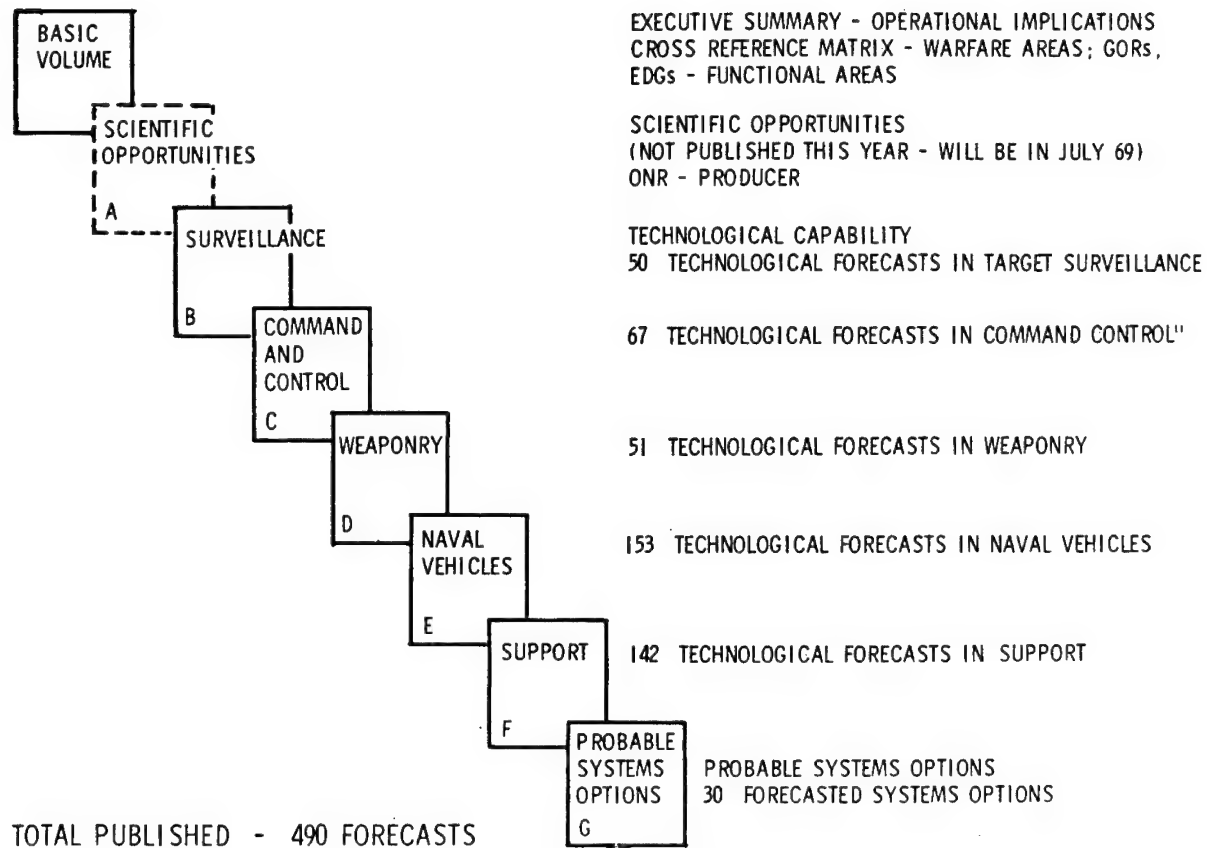 BASIC
VOLUME
EXECUTIVE SUMMARY - OPERATIONAL IMPLICATIONS
CROSS REFERENCE MATRIX - WARFARE AREAS; GORs,
EDGs - FUNCTIONAL AREAS
SCIENTIFIC
OPPORTUNITIES
A
SCIENTIFIC OPPORTUNITIES
(NOT PUBLISHED THIS YEAR - WILL BE IN JULY 69)
ONR - PRODUCER
SURVEILLANCE
B
TECHNOLOGICAL CAPABILITY
50 TECHNOLOGICAL FORECASTS IN TARGET SURVEILLANCE
COMMAND
AND
CONTROL
C
67 TECHNOLOGICAL FORECASTS IN COMMAND CONTROL"
WEAPONRY
D
51 TECHNOLOGICAL FORECASTS IN WEAPONRY
NAVAL
VEHICLES
E
153 TECHNOLOGICAL FORECASTS IN NAVAL VEHICLES
SUPPORT
F
142 TECHNOLOGICAL FORECASTS IN SUPPORT
PROBABLE
SYSTEMS
OPTIONS
G
PROBABLE SYSTEMS OPTIONS
30 FORECASTED SYSTEMS OPTIONS
TOTAL PUBLISHED - 490 FORECASTS